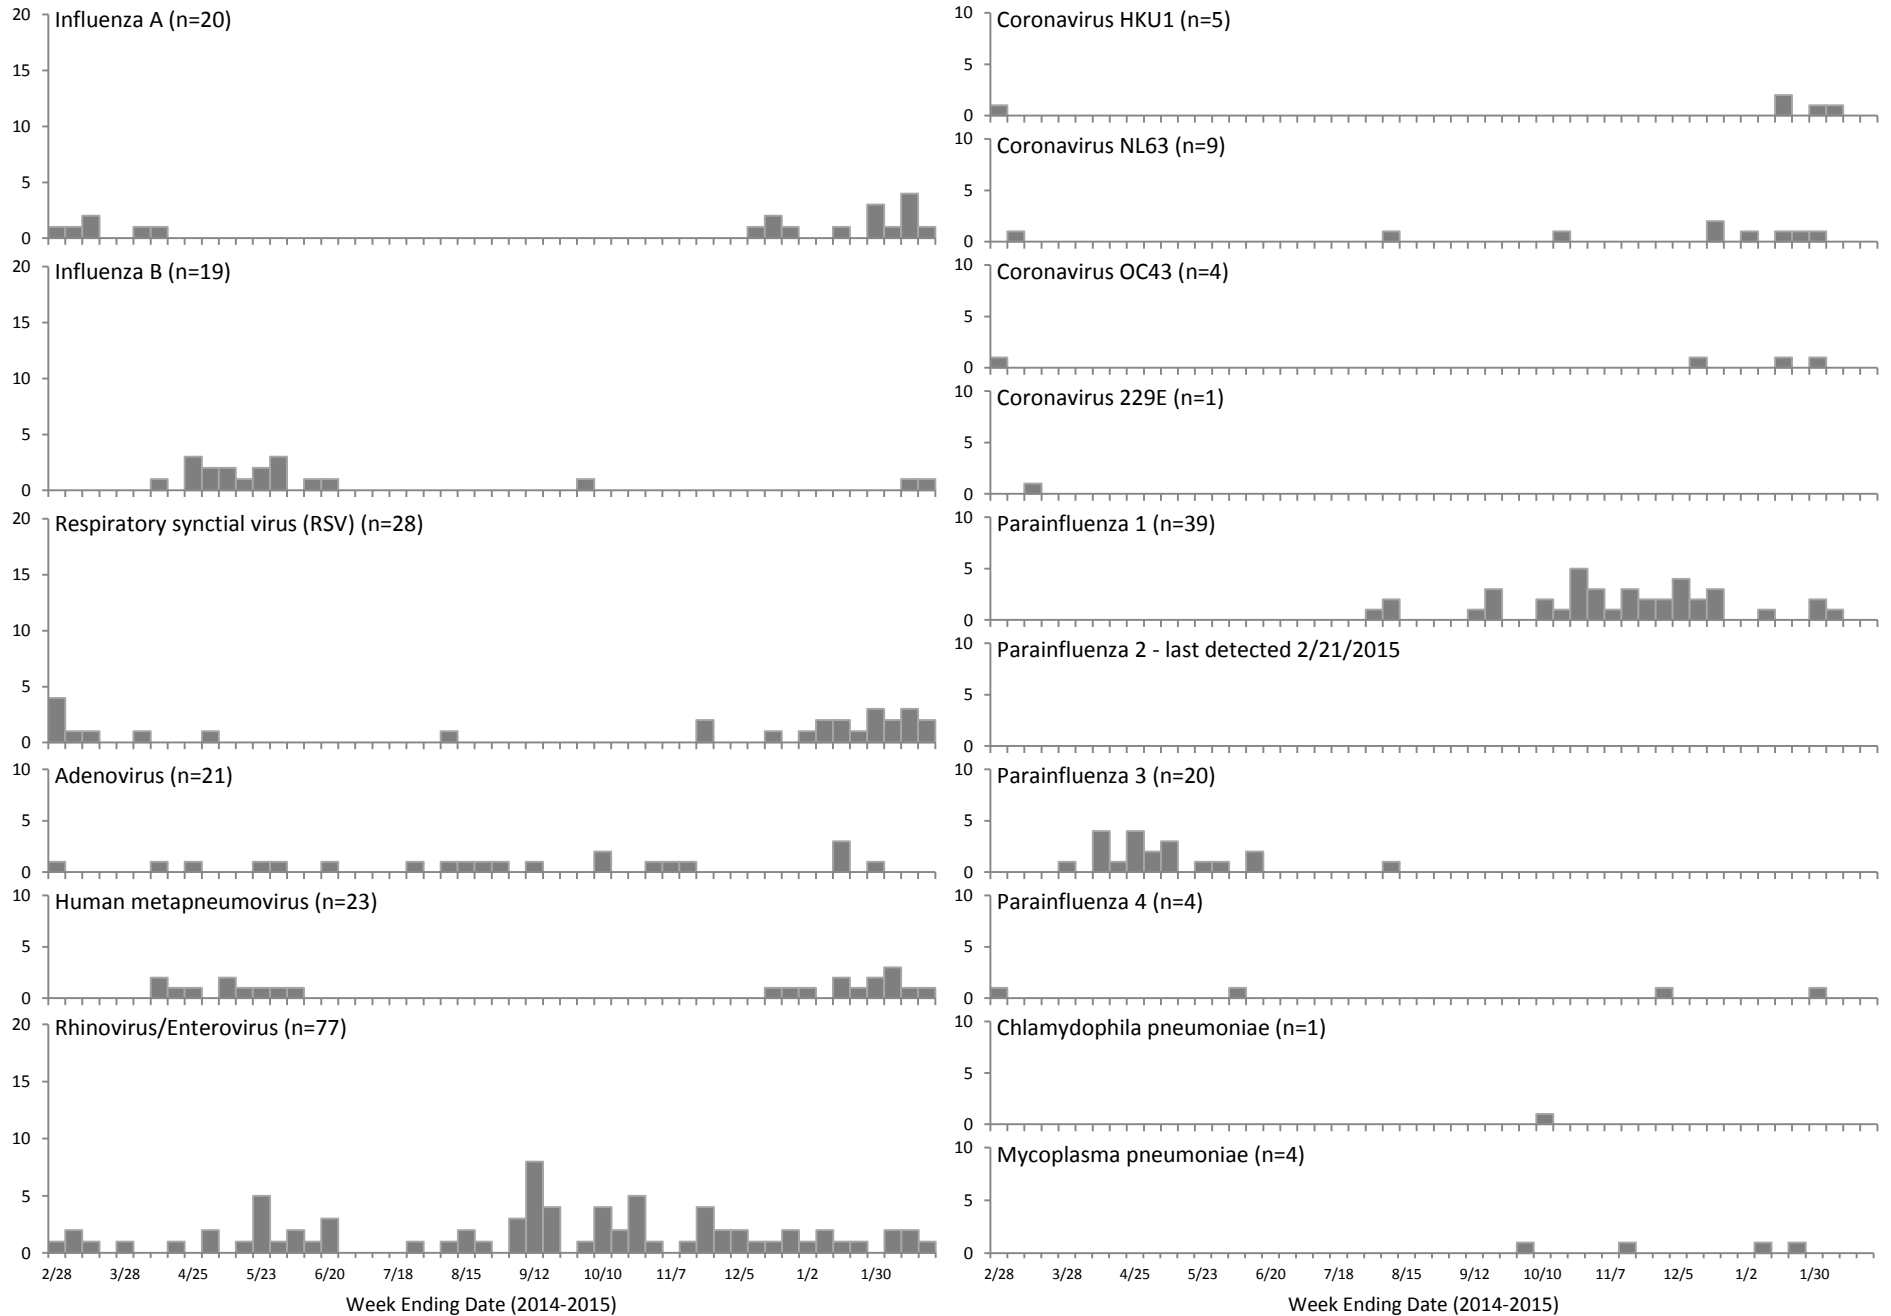 Influenza A (n=20)
20
15
10
5
0
Influenza B (n=19)
20
15
10
5
0
Respiratory synctial virus (RSV) (n=28)
20
15
10
5
0
Adenovirus (n=21)
10
5
0
Human metapneumovirus (n=23)
10
5
0
Rhinovirus/Enterovirus (n=77)
20
15
10
5
0
2/28 3/28 4/25 5/23 6/20 7/18 8/15 9/12 10/10 11/7 12/5 1/2 1/30
Week Ending Date (2014-2015)
Coronavirus HKU1 (n=5)
10
5
0
Coronavirus NL63 (n=9)
10
5
0
Coronavirus OC43 (n=4)
10
5
0
Coronavirus 229E (n=1)
10
5
0
Parainfluenza 1 (n=39)
10
5
0
Parainfluenza 2 - last detected 2/21/2015
10
5
0
Parainfluenza 3 (n=20)
10
5
0
Parainfluenza 4 (n=4)
10
5
0
Chlamydophila pneumoniae (n=1)
10
5
0
Mycoplasma pneumoniae (n=4)
10
5
0
2/28 3/28 4/25 5/23 6/20 7/18 8/15 9/12 10/10 11/7 12/5 1/2 1/30
Week Ending Date (2014-2015)